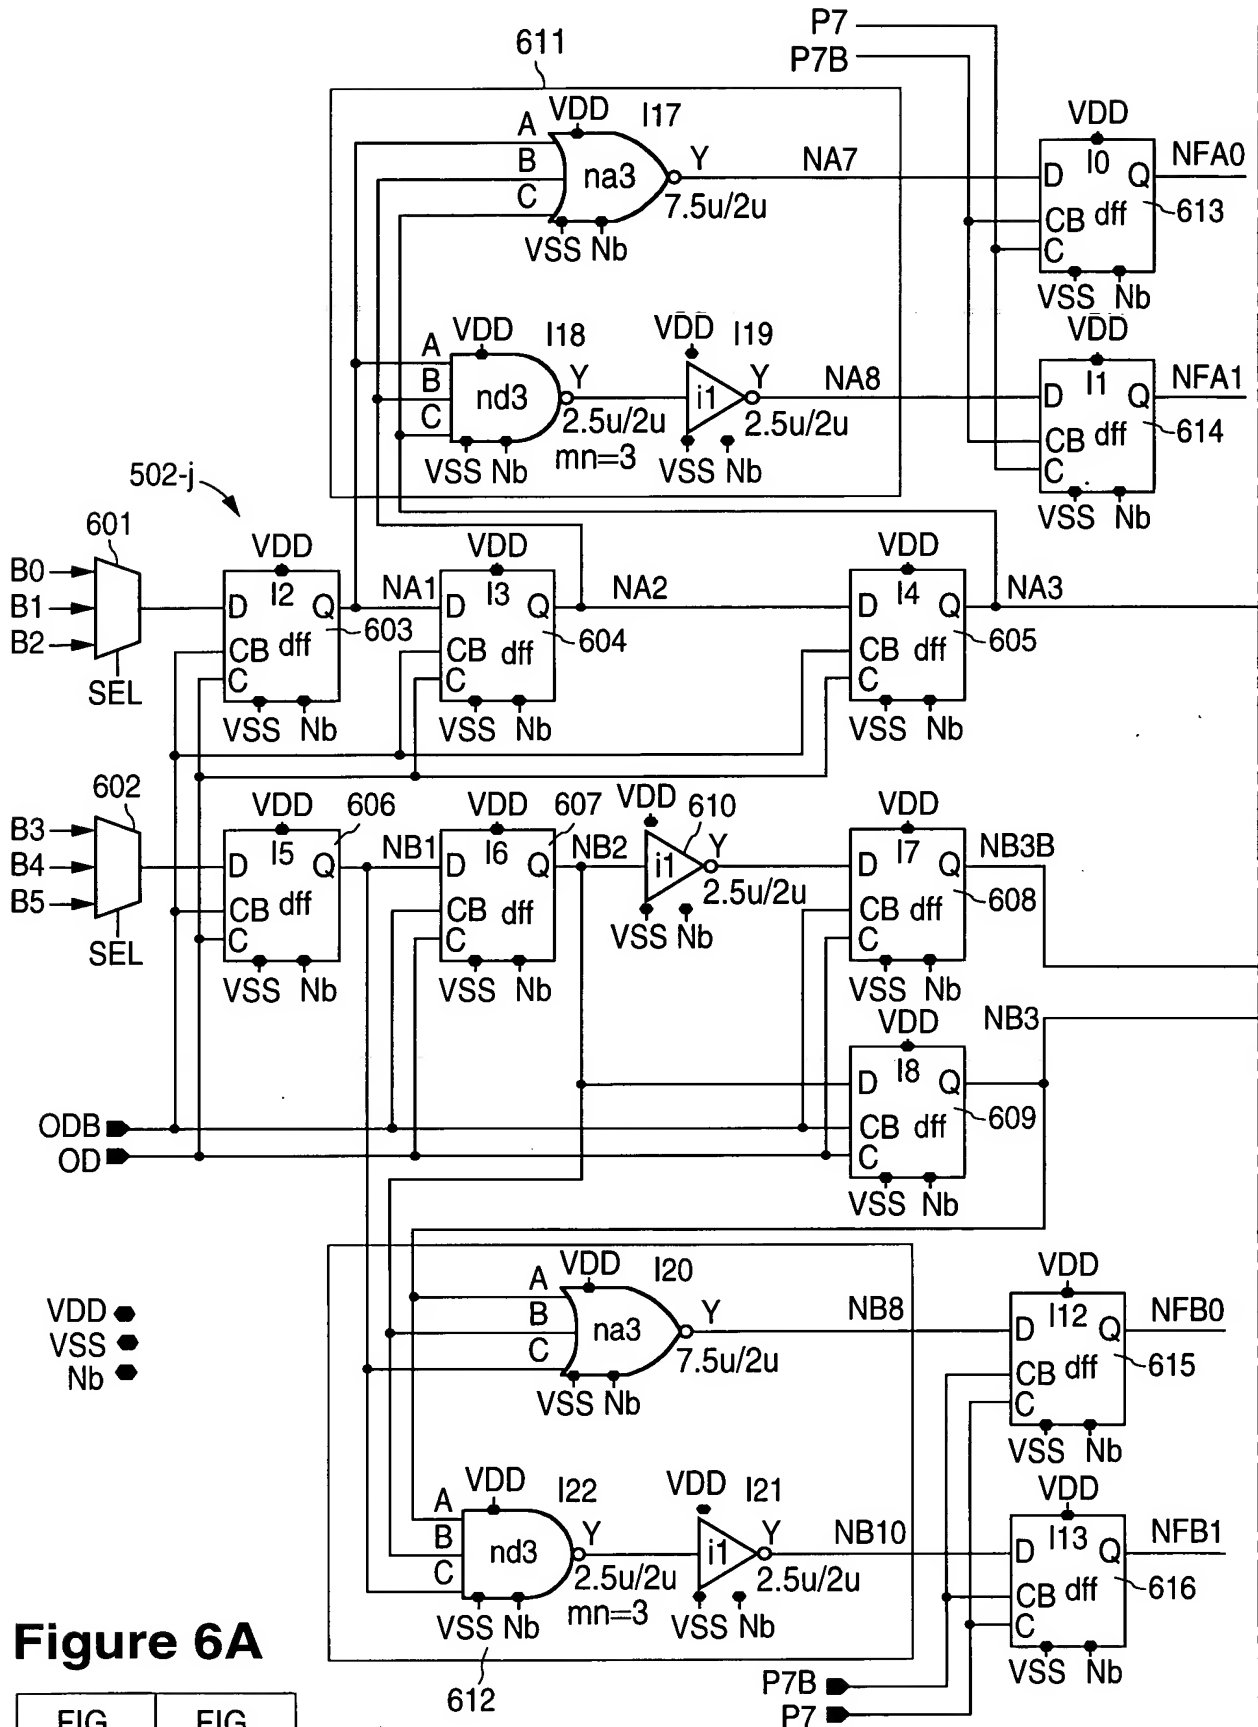 P7
P7B
611
VDD
I17
A
B
C
na3
Y
NA7
7.5u/2u
VSS Nb
VDD
I0
D
Q
NFA0
CB dff
C
613
VSS Nb
VDD
I18
A
B
C
nd3
Y
2.5u/2u
mn=3
VSS Nb
VDD
I19
i1
Y
NA8
2.5u/2u
VSS Nb
VDD
I1
D
Q
NFA1
CB dff
C
614
VSS Nb
502-j
601
B0
B1
B2
SEL
VDD
I2
D
Q
NA1
CB dff
C
603
VSS Nb
VDD
I3
D
Q
NA2
CB dff
C
604
VSS Nb
VDD
I4
D
Q
NA3
CB dff
C
605
VSS Nb
602
B3
B4
B5
SEL
VDD
606
I5
D
Q
NB1
CB dff
C
VSS Nb
VDD
607
I6
D
Q
NB2
CB dff
C
VSS Nb
VDD
610
i1
Y
2.5u/2u
VSS Nb
VDD
I7
D
Q
NB3B
CB dff
C
608
VSS Nb
VDD
NB3
I8
D
Q
CB dff
C
609
VSS Nb
ODB
OD
VDD
VSS
Nb
VDD
I20
A
B
C
na3
Y
NB8
7.5u/2u
VSS Nb
VDD
I12
D
Q
NFB0
CB dff
C
615
VSS Nb
VDD
I22
A
B
C
nd3
Y
2.5u/2u
mn=3
VSS Nb
VDD
I21
i1
Y
NB10
2.5u/2u
VSS Nb
VDD
I13
D
Q
NFB1
CB dff
C
616
VSS Nb
612
P7B
P7
Figure 6A
FIG
FIG